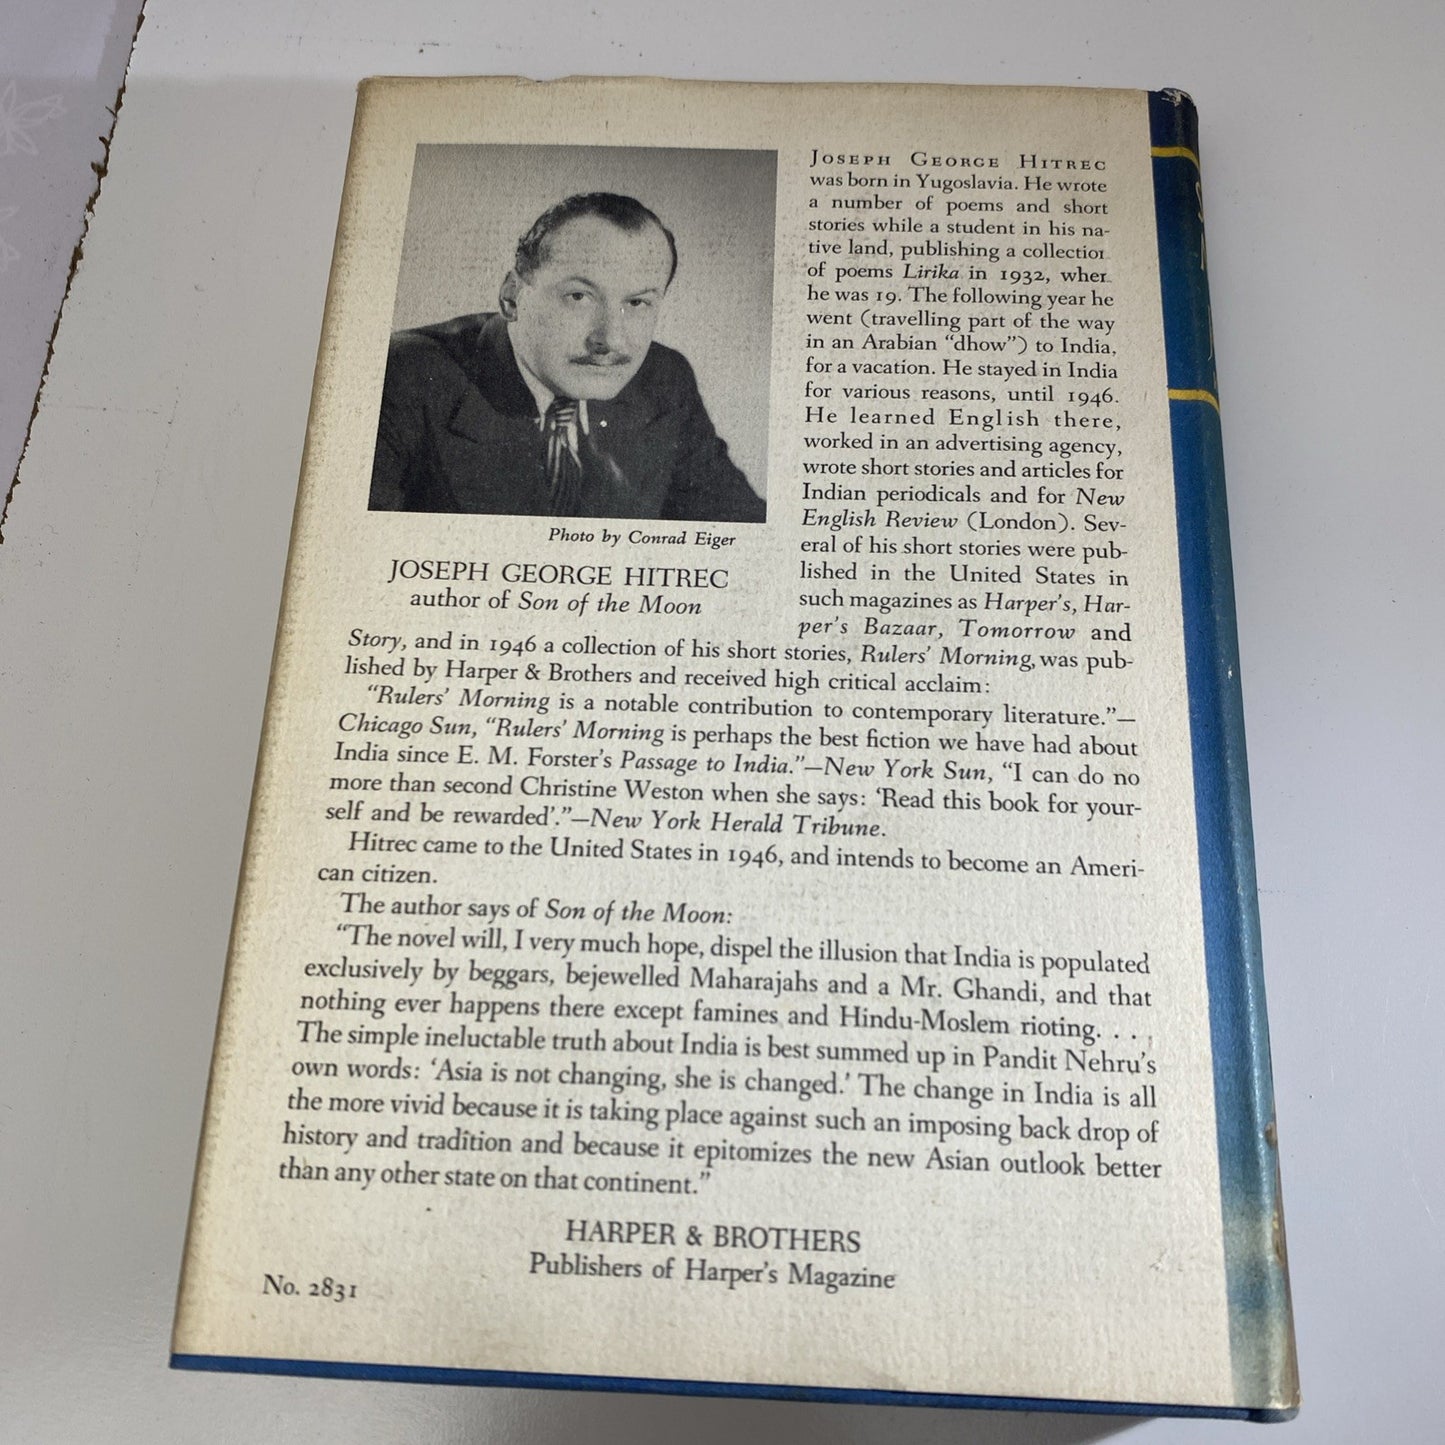 JOSEPH GEORGE HITREC
was born in Yugoslavia. He wrote
a number of poems and short
stories while a student in his na-
tive land, publishing a collection
of poems Lirika in 1932, when
he was 19. The following year he
went (travelling part of the way
in an Arabian "dhow") to India,
for a vacation. He stayed in India
for various reasons, until 1946.
He learned English there,
worked in an advertising agency,
wrote short stories and articles for
Indian periodicals and for New
English Review (London). Sev-
eral of his short stories were pub-
lished in the United States in
such magazines as Harper's, Har-
per's Bazaar, Tomorrow and
Photo by Conrad Eiger
JOSEPH GEORGE HITREC
author of Son of the Moon
Story, and in 1946 a collection of his short stories, Rulers' Morning, was pub-
lished by Harper & Brothers and received high critical acclaim:
"Rulers' Morning is a notable contribution to contemporary literature."—
Chicago Sun, "Rulers' Morning is perhaps the best fiction we have had about
India since E. M. Forster's Passage to India."—New York Sun, "I can do no
more than second Christine Weston when she says: 'Read this book for your-
self and be rewarded'."—New York Herald Tribune.
Hitrec came to the United States in 1946, and intends to become an Ameri-
can citizen.
The author says of Son of the Moon:
"The novel will, I very much hope, dispel the illusion that India is populated
exclusively by beggars, bejewelled Maharajahs and a Mr. Ghandi, and that
nothing ever happens there except famines and Hindu-Moslem rioting. . . .
The simple ineluctable truth about India is best summed up in Pandit Nehru's
own words: 'Asia is not changing, she is changed.' The change in India is all
the more vivid because it is taking place against such an imposing back drop of
history and tradition and because it epitomizes the new Asian outlook better
than any other state on that continent."
HARPER & BROTHERS
Publishers of Harper's Magazine
No. 2831